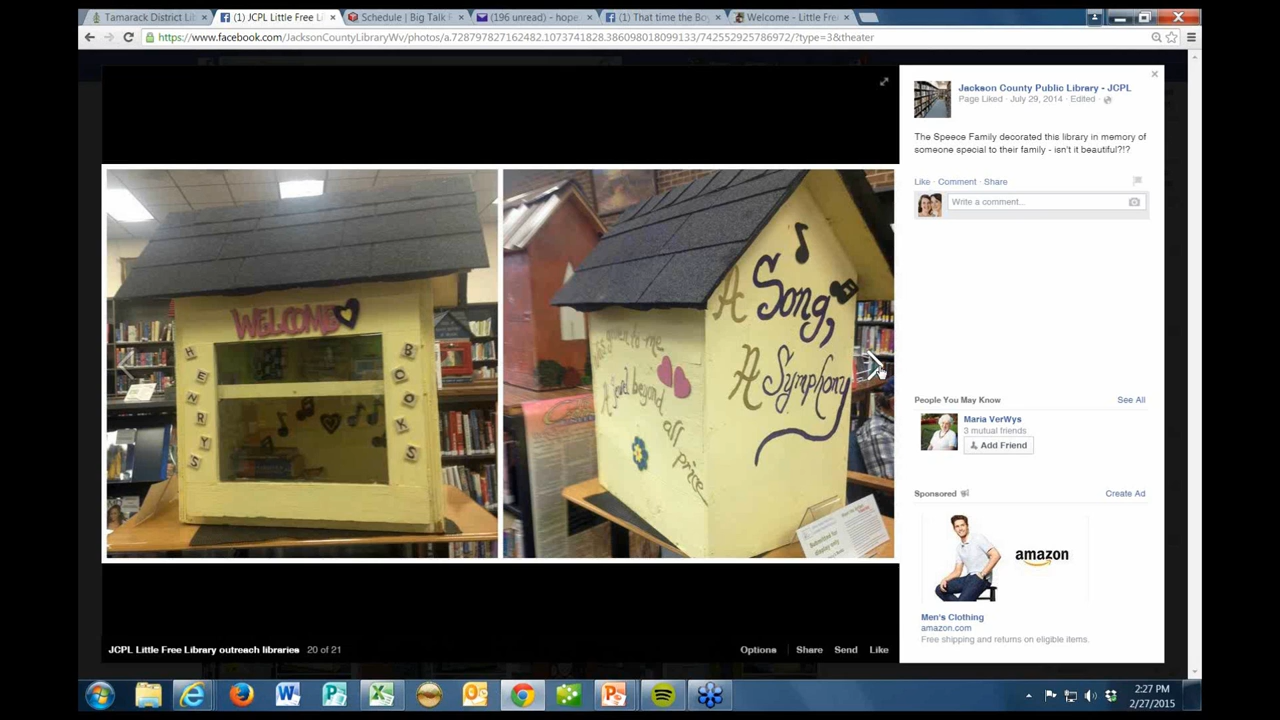 Tamarack District Li
(1) JCPL Little Free L
Schedule | Big Talk F
(196 unread) - hope
(1) That time the Bo
Welcome - Little Fre
https://www.facebook.com/JacksonCountyLibraryWv/photos/a.728797827162482.1073741828.386098018099133/742552925786972/?type=3&theater
Jackson County Public Library - JCPL
Page Liked · July 29, 2014 · Edited ·
The Speece Family decorated this library in memory of
someone special to their family - isn't it beautiful?!?
Like · Comment · Share
Write a comment...
WELCOME
HENRYS
BOOKS
A Song,
A Symphony
to me
beyond
all
price
People You May Know
See All
Maria VerWys
3 mutual friends
Add Friend
Sponsored
Create Ad
amazon
Men's Clothing
amazon.com
Free shipping and returns on eligible items.
JCPL Little Free Library outreach libraries
20 of 21
Options
Share
Send
Like
2:27 PM
2/27/2015